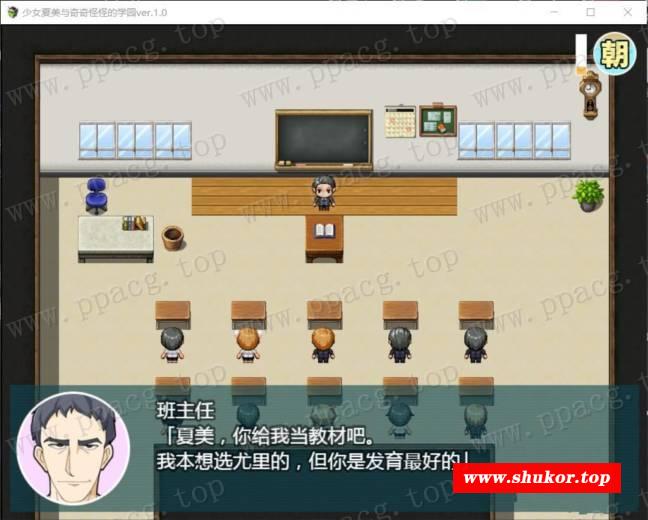 少女夏美与奇奇怪怪的学园ver.1.0
朝
www.ppacg.top
班主任
「夏美，你给我当教材吧。
我本想选尤里的，但你是发育最好的！
www.shukor.top